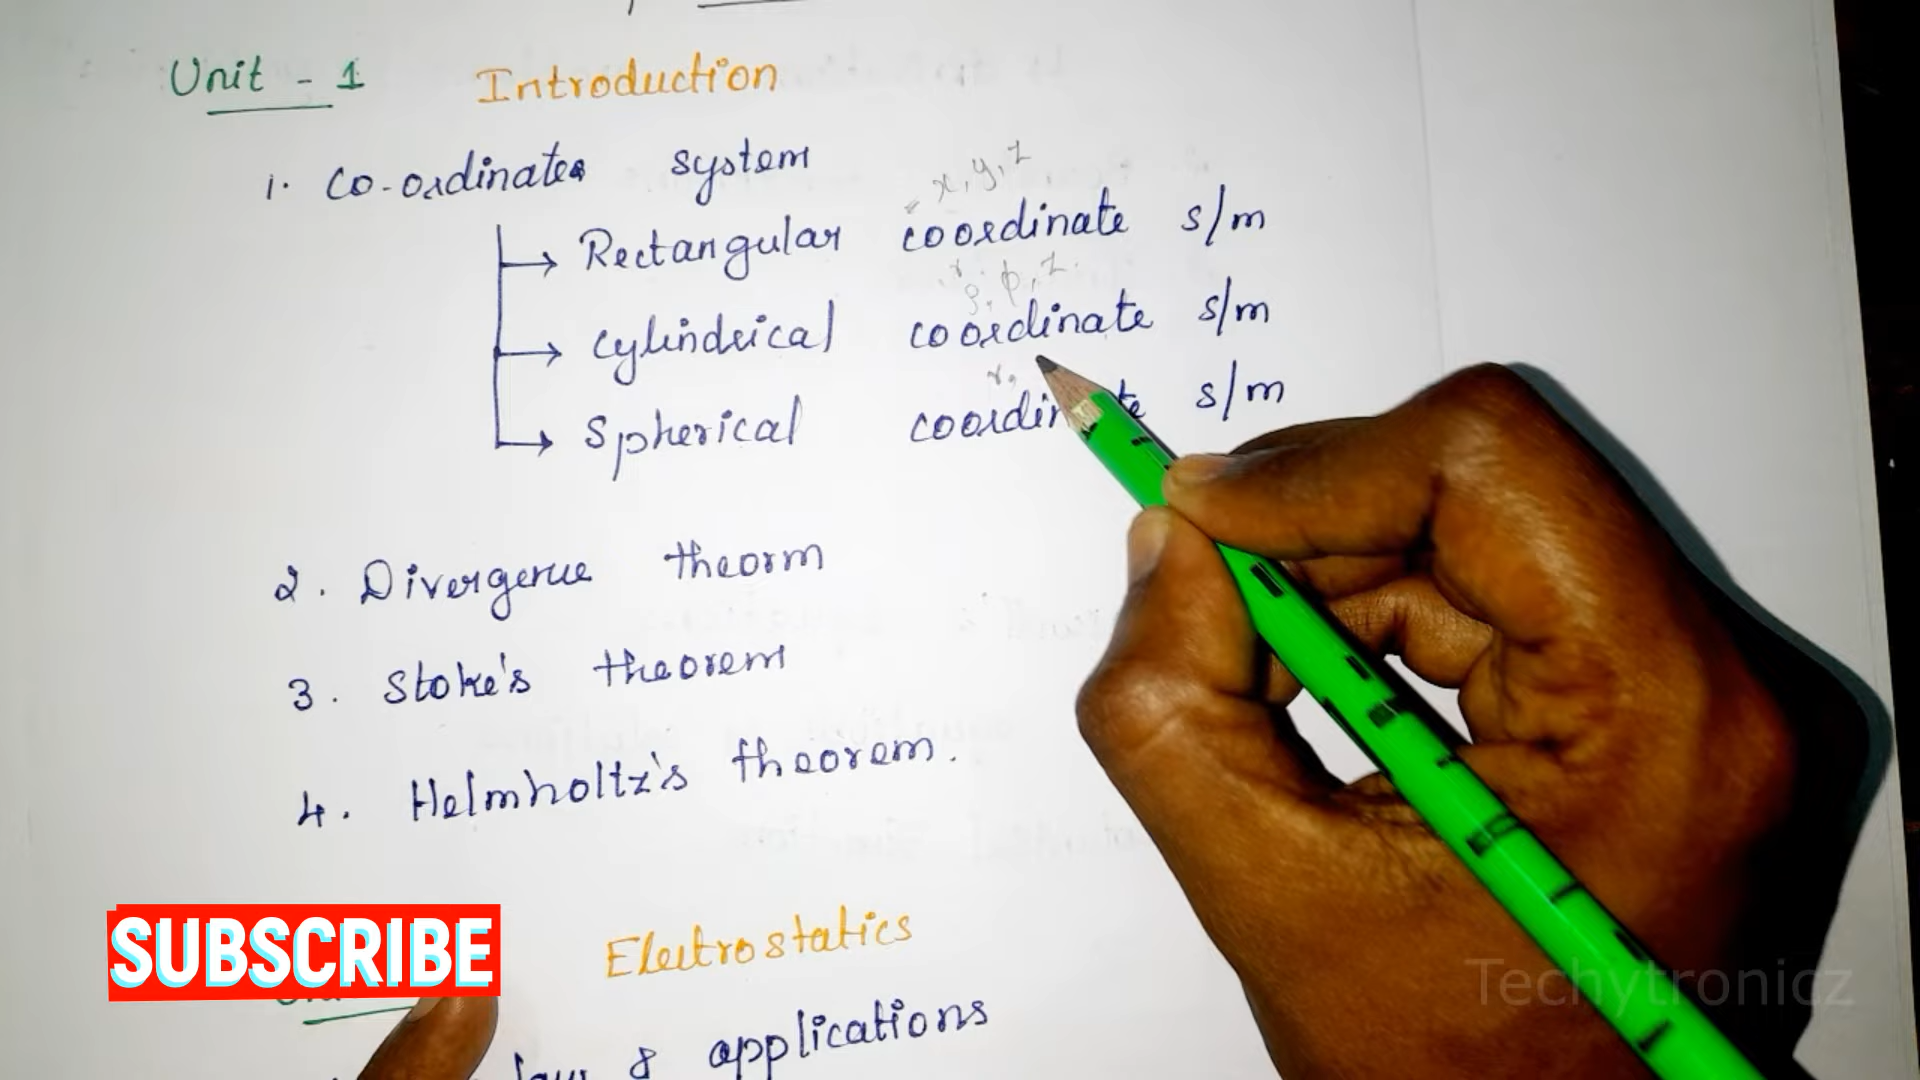 Unit - 1 Introduction
1. Co-ordinates system
x, y, z
→ Rectangular coordinate s/m
r
ρ, φ, z
→ Cylindrical coordinate s/m
r,
→ Spherical coordinate s/m
2. Divergence theorm
3. Stoke's theorem
4. Helmholtz's theorem.
SUBSCRIBE
Electrostatics
Techytronicz
law & applications